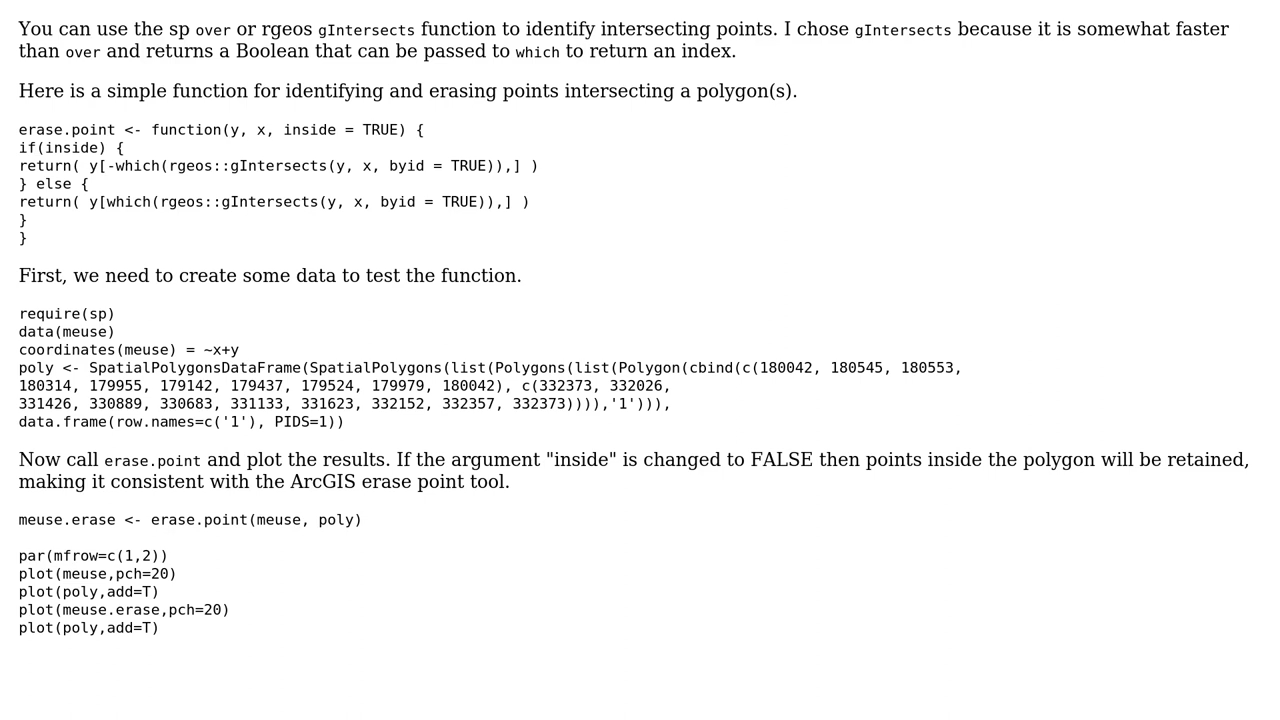 You can use the sp over or rgeos gIntersects function to identify intersecting points. I chose gIntersects because it is somewhat faster
than over and returns a Boolean that can be passed to which to return an index.
Here is a simple function for identifying and erasing points intersecting a polygon(s).
erase.point <- function(y, x, inside = TRUE) {
if(inside) {
return( y[-which(rgeos::gIntersects(y, x, byid = TRUE)),] )
} else {
return( y[which(rgeos::gIntersects(y, x, byid = TRUE)),] )
}
}
First, we need to create some data to test the function.
require(sp)
data(meuse)
coordinates(meuse) = ~x+y
poly <- SpatialPolygonsDataFrame(SpatialPolygons(list(Polygons(list(Polygon(cbind(c(180042, 180545, 180553,
180314, 179955, 179142, 179437, 179524, 179979, 180042), c(332373, 332026,
331426, 330889, 330683, 331133, 331623, 332152, 332357, 332373)))),'1'))),
data.frame(row.names=c('1'), PIDS=1))
Now call erase.point and plot the results. If the argument "inside" is changed to FALSE then points inside the polygon will be retained,
making it consistent with the ArcGIS erase point tool.
meuse.erase <- erase.point(meuse, poly)
par(mfrow=c(1,2))
plot(meuse,pch=20)
plot(poly,add=T)
plot(meuse.erase,pch=20)
plot(poly,add=T)